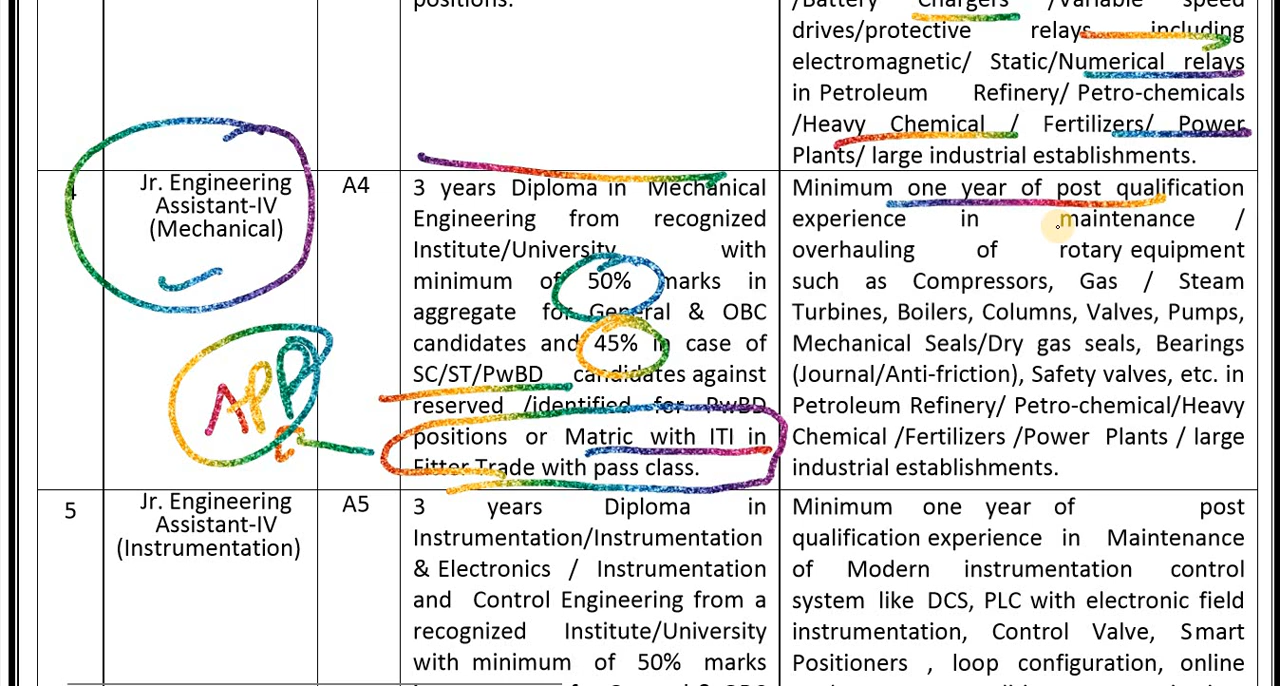 positions.
/Battery Chargers /Variable speed
drives/protective relays including
electromagnetic/ Static/Numerical relays
in Petroleum Refinery/ Petro-chemicals
/Heavy Chemical / Fertilizers/ Power
Plants/ large industrial establishments.
4
Jr. Engineering
Assistant-IV
(Mechanical)
A4
3 years Diploma in Mechanical
Engineering from recognized
Institute/University with
minimum of 50% marks in
aggregate for General & OBC
candidates and 45% in case of
SC/ST/PwBD candidates against
reserved /identified for PwBD
positions or Matric with ITI in
Fitter Trade with pass class.
Minimum one year of post qualification
experience in maintenance /
overhauling of rotary equipment
such as Compressors, Gas / Steam
Turbines, Boilers, Columns, Valves, Pumps,
Mechanical Seals/Dry gas seals, Bearings
(Journal/Anti-friction), Safety valves, etc. in
Petroleum Refinery/ Petro-chemical/Heavy
Chemical /Fertilizers /Power Plants / large
industrial establishments.
5
Jr. Engineering
Assistant-IV
(Instrumentation)
A5
3 years Diploma in
Instrumentation/Instrumentation
& Electronics / Instrumentation
and Control Engineering from a
recognized Institute/University
with minimum of 50% marks
Minimum one year of post
qualification experience in Maintenance
of Modern instrumentation control
system like DCS, PLC with electronic field
instrumentation, Control Valve, Smart
Positioners , loop configuration, online